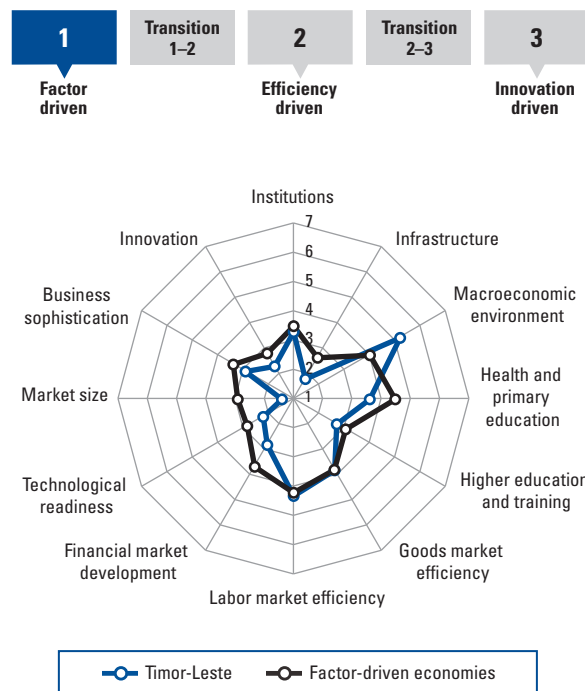 1
Transition
1–2
2
Transition
2–3
3
Factor
driven
Efficiency
driven
Innovation
driven
Institutions
7
Innovation
Infrastructure
6
5
Business
sophistication
Macroeconomic
environment
4
3
2
Market size
1
Health and
primary
education
Technological
readiness
Higher education
and training
Financial market
development
Goods market
efficiency
Labor market efficiency
Timor-Leste
Factor-driven economies